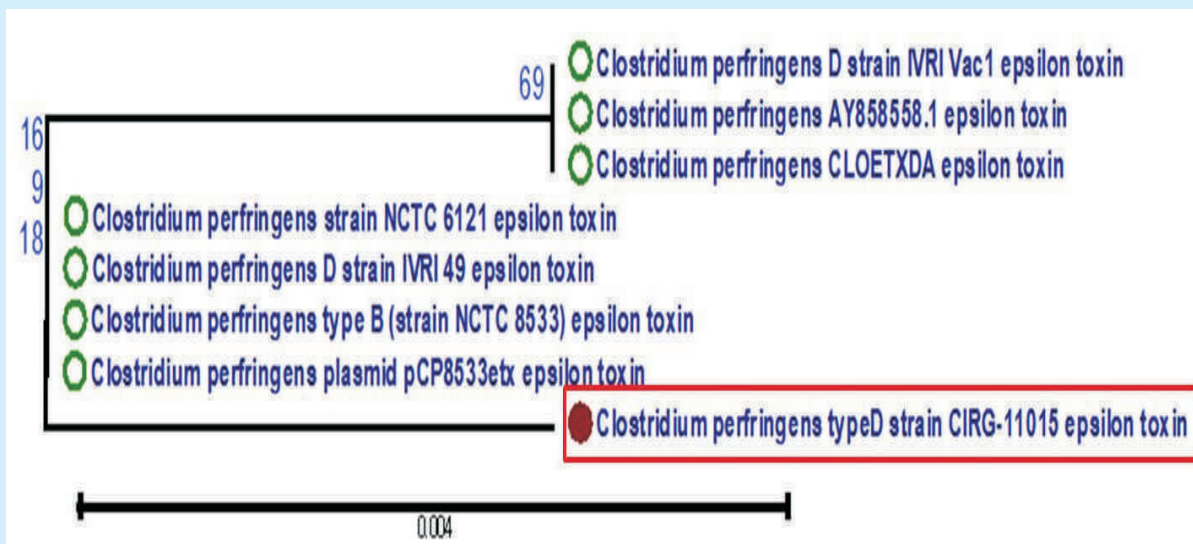 69
Clostridium perfringens D strain IVRI Vac1 epsilon toxin
Clostridium perfringens AY858558.1 epsilon toxin
Clostridium perfringens CLOETXDA epsilon toxin
16
9
18
Clostridium perfringens strain NCTC 6121 epsilon toxin
Clostridium perfringens D strain IVRI 49 epsilon toxin
Clostridium perfringens type B (strain NCTC 8533) epsilon toxin
Clostridium perfringens plasmid pCP8533etx epsilon toxin
Clostridium perfringens typeD strain CIRG-11015 epsilon toxin
0.004